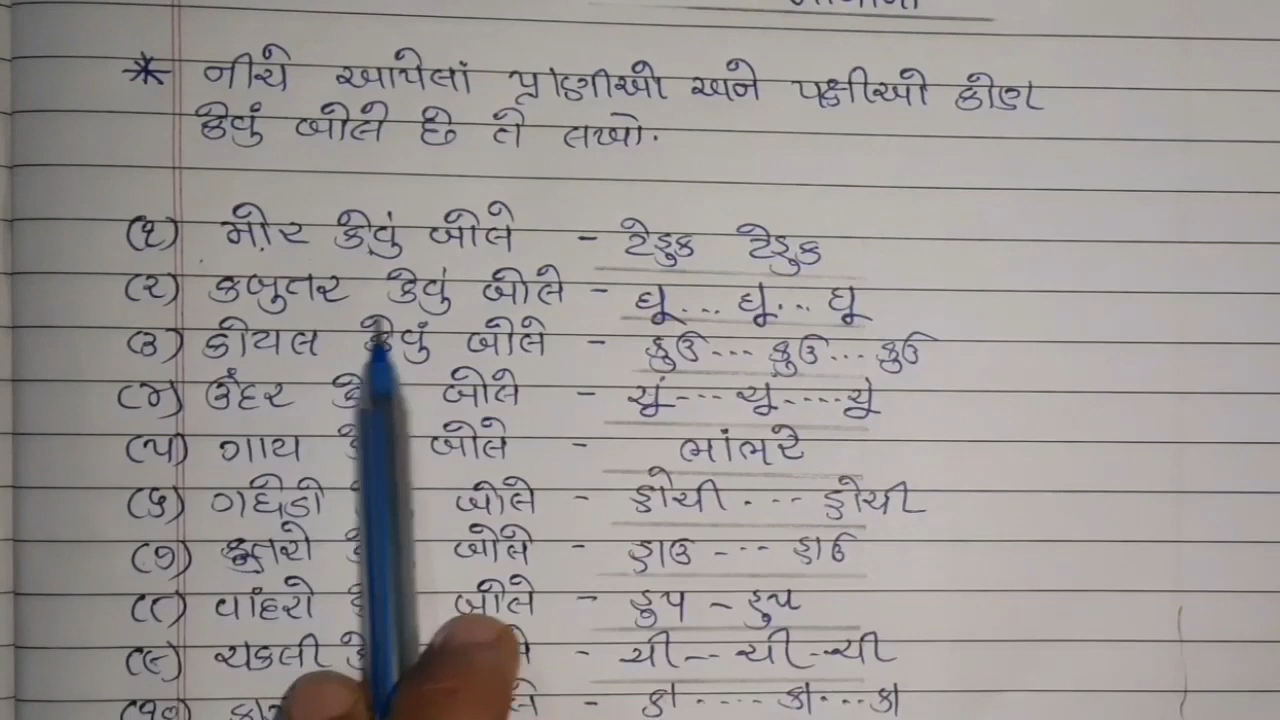 * નીચે આપેલાં પ્રાણીઓ અને પક્ષીઓ કોણ
કેવું બોલે છે તે લખો.
(૧) મોર કેવું બોલે - ટેહુક ટેહુક
(૨) કબુતર કેવું બોલે - ઘૂ... ઘૂ... ઘૂ
(૩) કોયલ કેવું બોલે - કુઉ... કુઉ... કુઉ
(૪) ઉંદર બોલે - ચૂં--- ચૂ....ચૂં
(૫) ગાય બોલે - ભાંભરે
(૬) ગધેડો બોલે - હોંચી. -- હોંચી
(૭) કુતરો બોલે - હાઉ --- હાઉ
(૮) વાંદરો બોલે - હુપ - હુપ
(૯) ચકલી બોલે - ચી-- ચી--ચી
(૧૦) - કા.....કા...કા